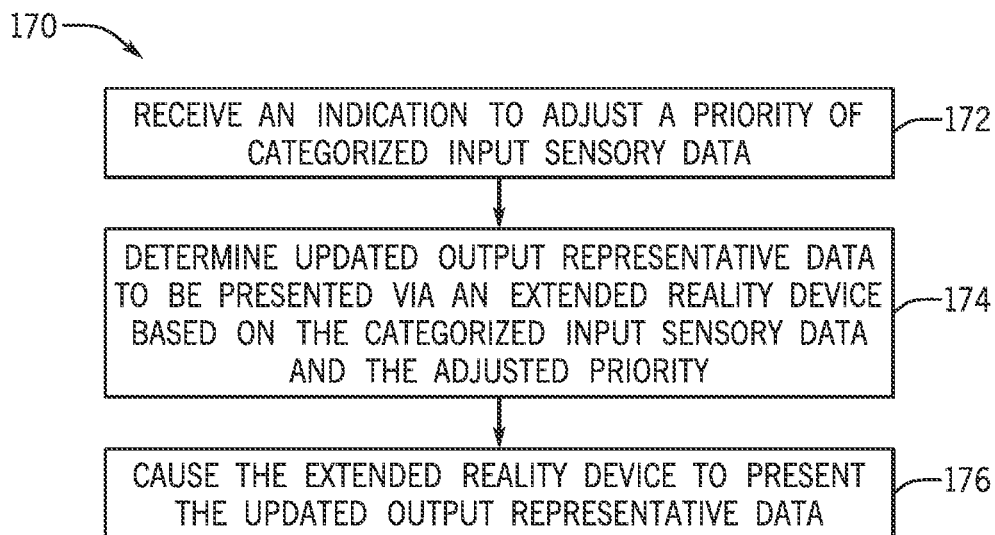 170
RECEIVE AN INDICATION TO ADJUST A PRIORITY OF
CATEGORIZED INPUT SENSORY DATA
172
DETERMINE UPDATED OUTPUT REPRESENTATIVE DATA
TO BE PRESENTED VIA AN EXTENDED REALITY DEVICE
BASED ON THE CATEGORIZED INPUT SENSORY DATA
AND THE ADJUSTED PRIORITY
174
CAUSE THE EXTENDED REALITY DEVICE TO PRESENT
THE UPDATED OUTPUT REPRESENTATIVE DATA
176